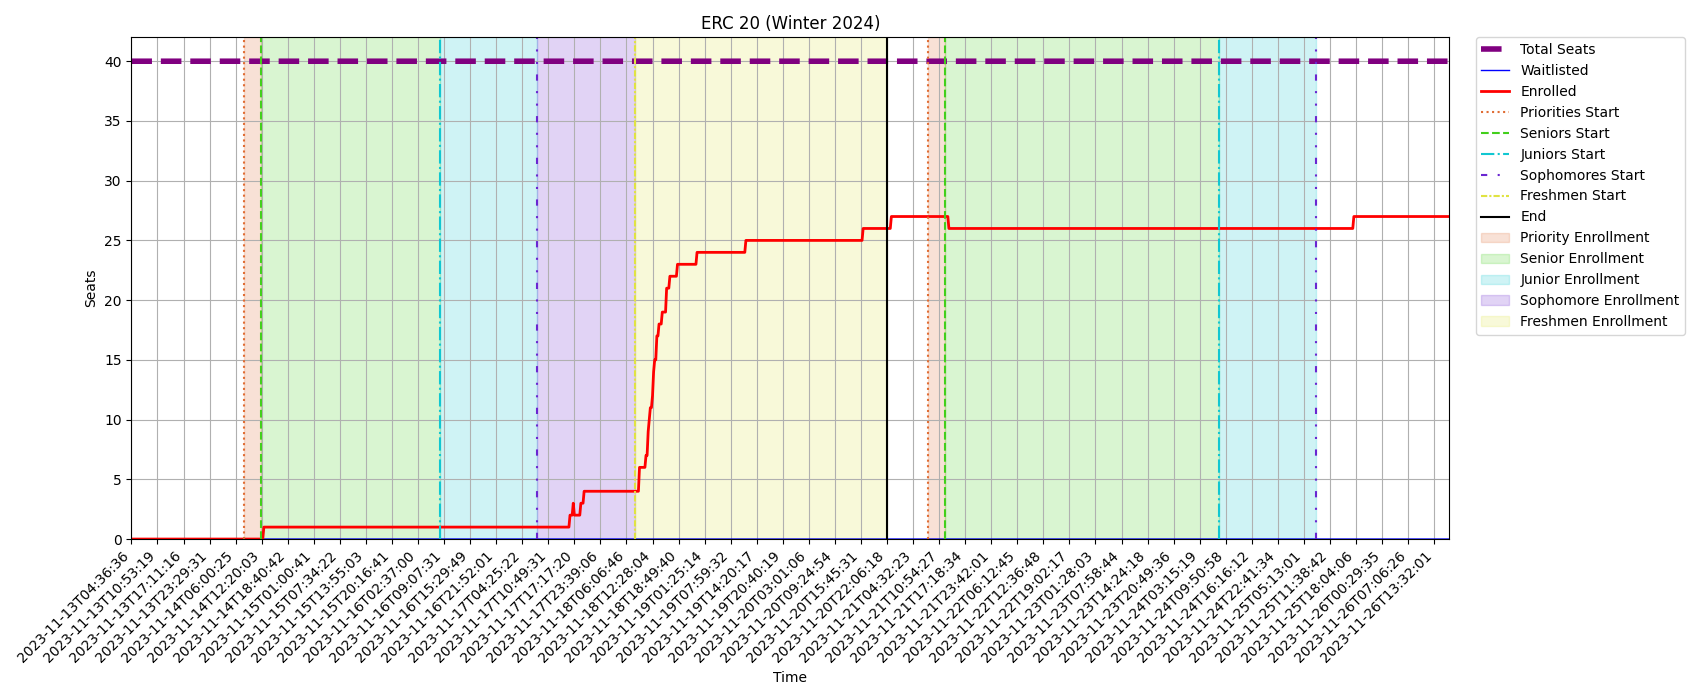 ERC 20 (Winter 2024)
40
35
30
25
20
15
10
5
0
Seats
2023-11-13T04:36:36
2023-11-13T10:53:19
2023-11-13T17:11:16
2023-11-13T23:29:31
2023-11-14T06:00:25
2023-11-14T12:20:03
2023-11-14T18:40:42
2023-11-15T01:00:41
2023-11-15T07:34:22
2023-11-15T13:55:03
2023-11-15T20:16:41
2023-11-16T02:37:00
2023-11-16T09:07:31
2023-11-16T15:29:49
2023-11-16T21:52:01
2023-11-17T04:25:22
2023-11-17T10:49:31
2023-11-17T17:17:20
2023-11-17T23:39:06
2023-11-18T06:06:46
2023-11-18T12:28:04
2023-11-18T18:49:40
2023-11-19T01:25:14
2023-11-19T07:59:32
2023-11-19T14:20:17
2023-11-19T20:40:19
2023-11-20T03:01:06
2023-11-20T09:24:54
2023-11-20T15:45:31
2023-11-20T22:06:18
2023-11-21T04:32:23
2023-11-21T10:54:27
2023-11-21T17:18:34
2023-11-21T23:42:01
2023-11-22T06:12:45
2023-11-22T12:36:48
2023-11-22T19:02:17
2023-11-23T01:28:03
2023-11-23T07:58:44
2023-11-23T14:24:18
2023-11-23T20:49:36
2023-11-24T03:15:19
2023-11-24T09:50:58
2023-11-24T16:16:12
2023-11-24T22:41:34
2023-11-25T05:13:01
2023-11-25T11:38:42
2023-11-25T18:04:06
2023-11-26T00:29:35
2023-11-26T07:06:26
2023-11-26T13:32:01
Time
Total Seats
Waitlisted
Enrolled
Priorities Start
Seniors Start
Juniors Start
Sophomores Start
Freshmen Start
End
Priority Enrollment
Senior Enrollment
Junior Enrollment
Sophomore Enrollment
Freshmen Enrollment